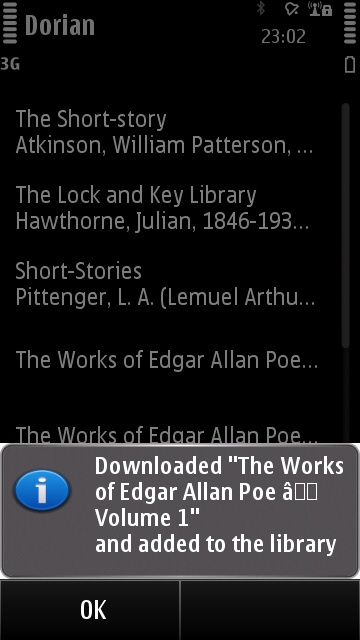 Dorian
23:02
3G
The Short-story
Atkinson, William Patterson, ...
The Lock and Key Library
Hawthorne, Julian, 1846-193...
Short-Stories
Pittenger, L. A. (Lemuel Arthu...
The Works of Edgar Allan Poe...
The Works of Edgar Allan Poe...
Downloaded "The Works
of Edgar Allan Poe â▯▯
Volume 1"
and added to the library
OK